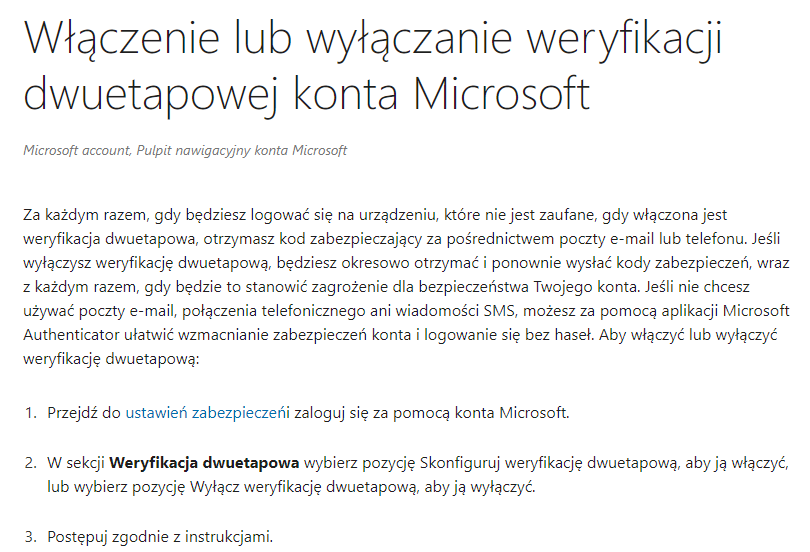 Włączenie lub wyłączanie weryfikacji
dwuetapowej konta Microsoft
Microsoft account, Pulpit nawigacyjny konta Microsoft
Za każdym razem, gdy będziesz logować się na urządzeniu, które nie jest zaufane, gdy włączona jest
weryfikacja dwuetapowa, otrzymasz kod zabezpieczający za pośrednictwem poczty e-mail lub telefonu. Jeśli
wyłączysz weryfikację dwuetapową, będziesz okresowo otrzymać i ponownie wysłać kody zabezpieczeń, wraz
z każdym razem, gdy będzie to stanowić zagrożenie dla bezpieczeństwa Twojego konta. Jeśli nie chcesz
używać poczty e-mail, połączenia telefonicznego ani wiadomości SMS, możesz za pomocą aplikacji Microsoft
Authenticator ułatwić wzmacnianie zabezpieczeń konta i logowanie się bez haseł. Aby włączyć lub wyłączyć
weryfikację dwuetapową:
1. Przejdź do ustawień zabezpieczeńi zaloguj się za pomocą konta Microsoft.
2. W sekcji Weryfikacja dwuetapowa wybierz pozycję Skonfiguruj weryfikację dwuetapową, aby ją włączyć,
lub wybierz pozycję Wyłącz weryfikację dwuetapową, aby ją wyłączyć.
3. Postępuj zgodnie z instrukcjami.